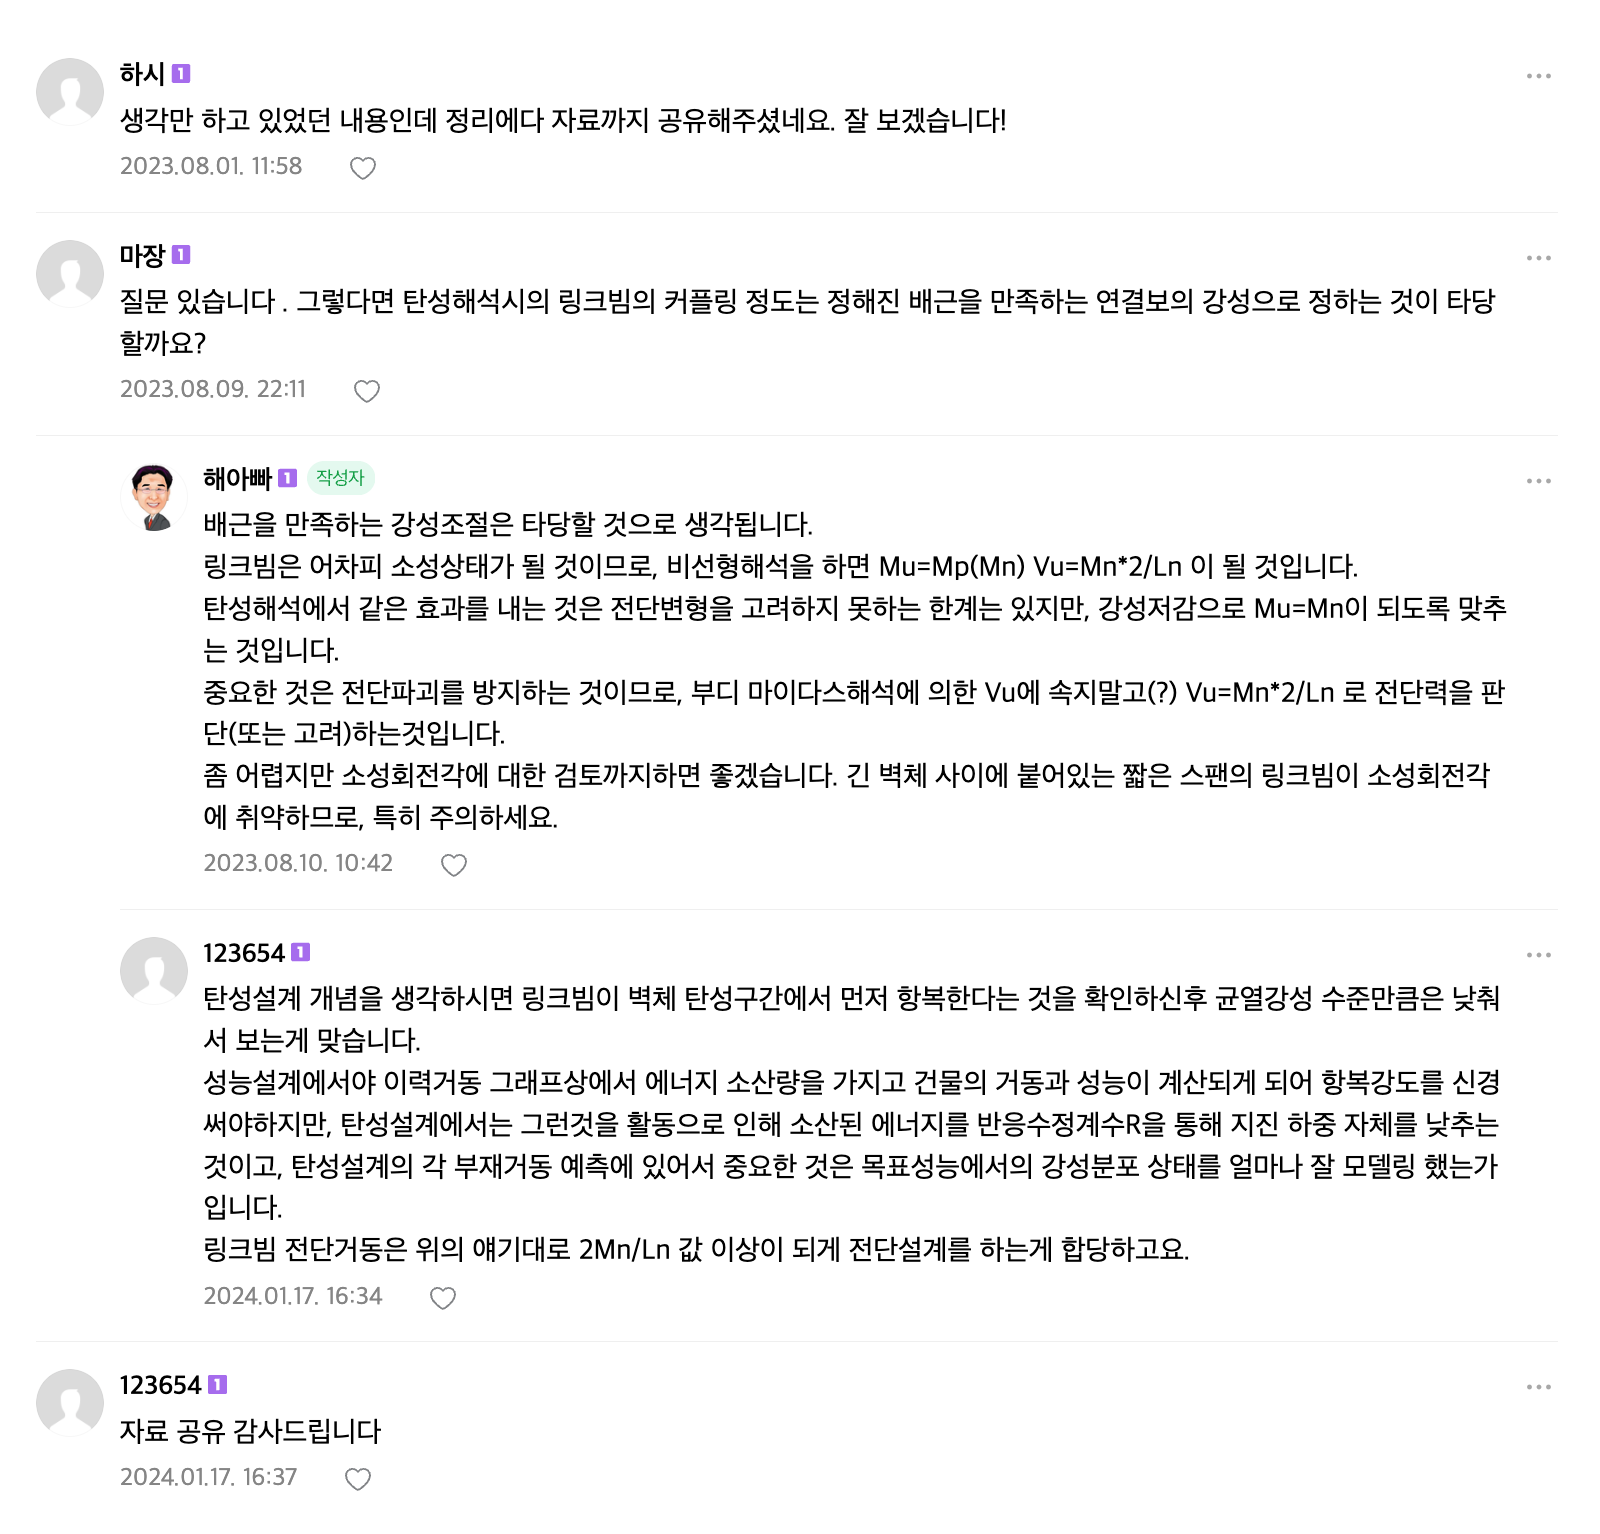 하시 1
생각만 하고 있었던 내용인데 정리에다 자료까지 공유해주셨네요. 잘 보겠습니다!
2023.08.01. 11:58
마장 1
질문 있습니다 . 그렇다면 탄성해석시의 링크빔의 커플링 정도는 정해진 배근을 만족하는 연결보의 강성으로 정하는 것이 타당
할까요?
2023.08.09. 22:11
해아빠 1 작성자
배근을 만족하는 강성조절은 타당할 것으로 생각됩니다.
링크빔은 어차피 소성상태가 될 것이므로, 비선형해석을 하면 Mu=Mp(Mn) Vu=Mn*2/Ln 이 될 것입니다.
탄성해석에서 같은 효과를 내는 것은 전단변형을 고려하지 못하는 한계는 있지만, 강성저감으로 Mu=Mn이 되도록 맞추
는 것입니다.
중요한 것은 전단파괴를 방지하는 것이므로, 부디 마이다스해석에 의한 Vu에 속지말고(?) Vu=Mn*2/Ln 로 전단력을 판
단(또는 고려)하는것입니다.
좀 어렵지만 소성회전각에 대한 검토까지하면 좋겠습니다. 긴 벽체 사이에 붙어있는 짧은 스팬의 링크빔이 소성회전각
에 취약하므로, 특히 주의하세요.
2023.08.10. 10:42
123654 1
탄성설계 개념을 생각하시면 링크빔이 벽체 탄성구간에서 먼저 항복한다는 것을 확인하신후 균열강성 수준만큼은 낮춰
서 보는게 맞습니다.
성능설계에서야 이력거동 그래프상에서 에너지 소산량을 가지고 건물의 거동과 성능이 계산되게 되어 항복강도를 신경
써야하지만, 탄성설계에서는 그런것을 활동으로 인해 소산된 에너지를 반응수정계수R을 통해 지진 하중 자체를 낮추는
것이고, 탄성설계의 각 부재거동 예측에 있어서 중요한 것은 목표성능에서의 강성분포 상태를 얼마나 잘 모델링 했는가
입니다.
링크빔 전단거동은 위의 얘기대로 2Mn/Ln 값 이상이 되게 전단설계를 하는게 합당하고요.
2024.01.17. 16:34
123654 1
자료 공유 감사드립니다
2024.01.17. 16:37